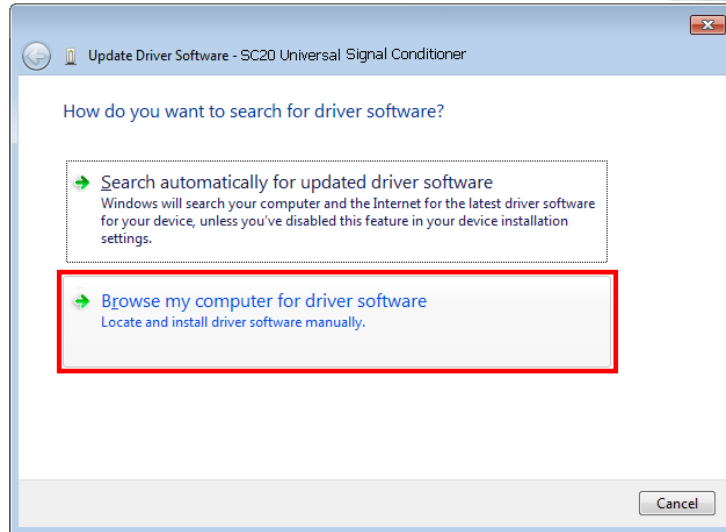 Update Driver Software - SC20 Universal Signal Conditioner
How do you want to search for driver software?
Search automatically for updated driver software
Windows will search your computer and the Internet for the latest driver software
for your device, unless you've disabled this feature in your device installation
settings.
Browse my computer for driver software
Locate and install driver software manually.
Cancel